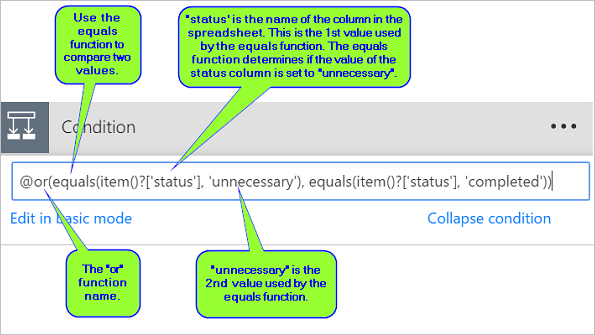 Use the
equals
function to
compare two
values.
"status' is the name of the column in the
spreadsheet. This is the 1st value used
by the equals function. The equals
function determines if the value of the
status column is set to "unnecessary".
Condition
@or(equals(item()?['status'], 'unnecessary'), equals(item()?['status'], 'completed'))
Edit in basic mode
Collapse condition
The "or"
function
name.
"unnecessary" is the
2nd value used by the
equals function.